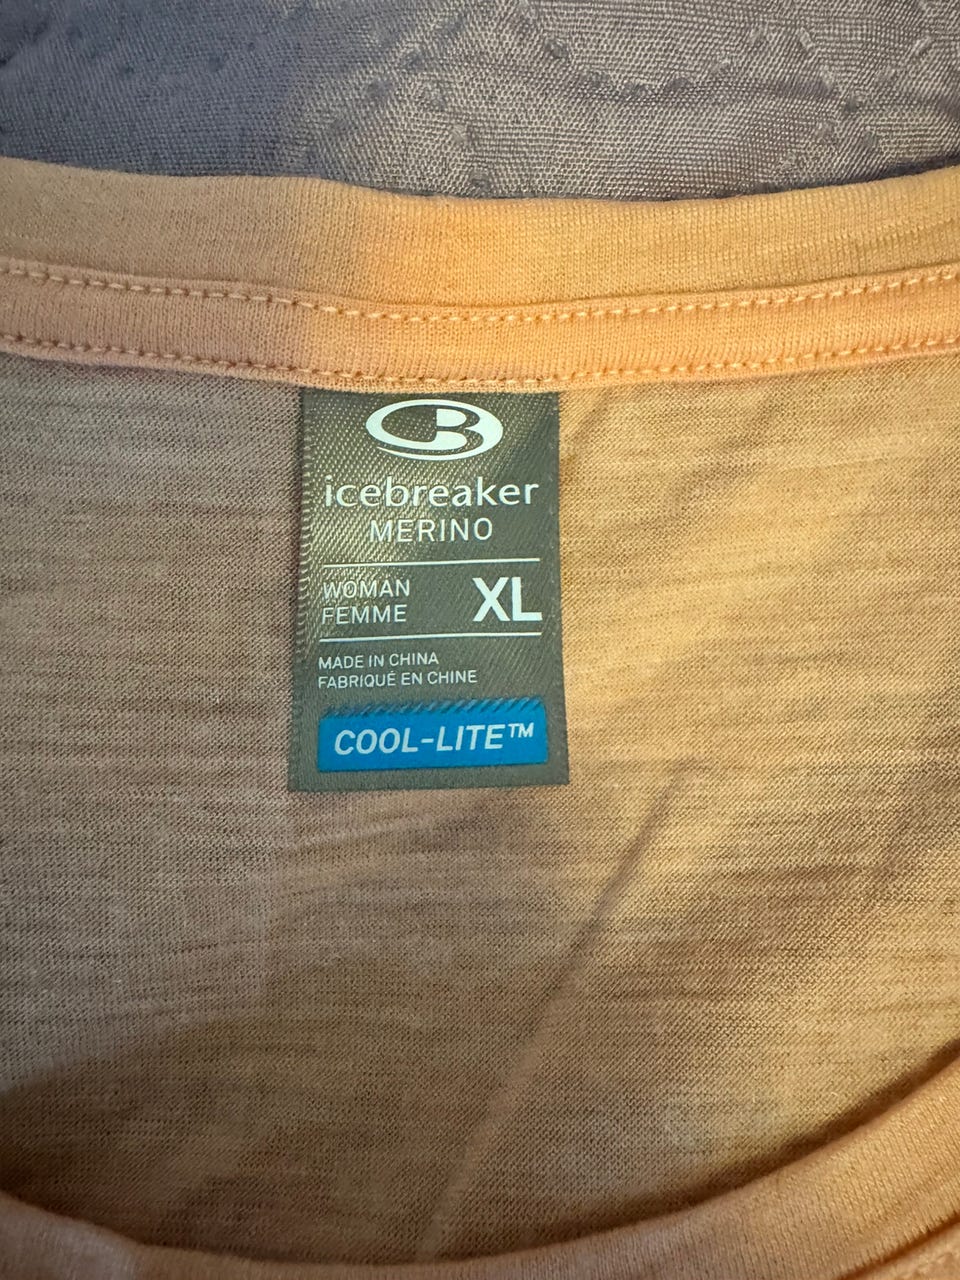 icebreaker
MERINO
WOMAN
FEMME
XL
MADE IN CHINA
FABRIQUÉ EN CHINE
COOL-LITE™